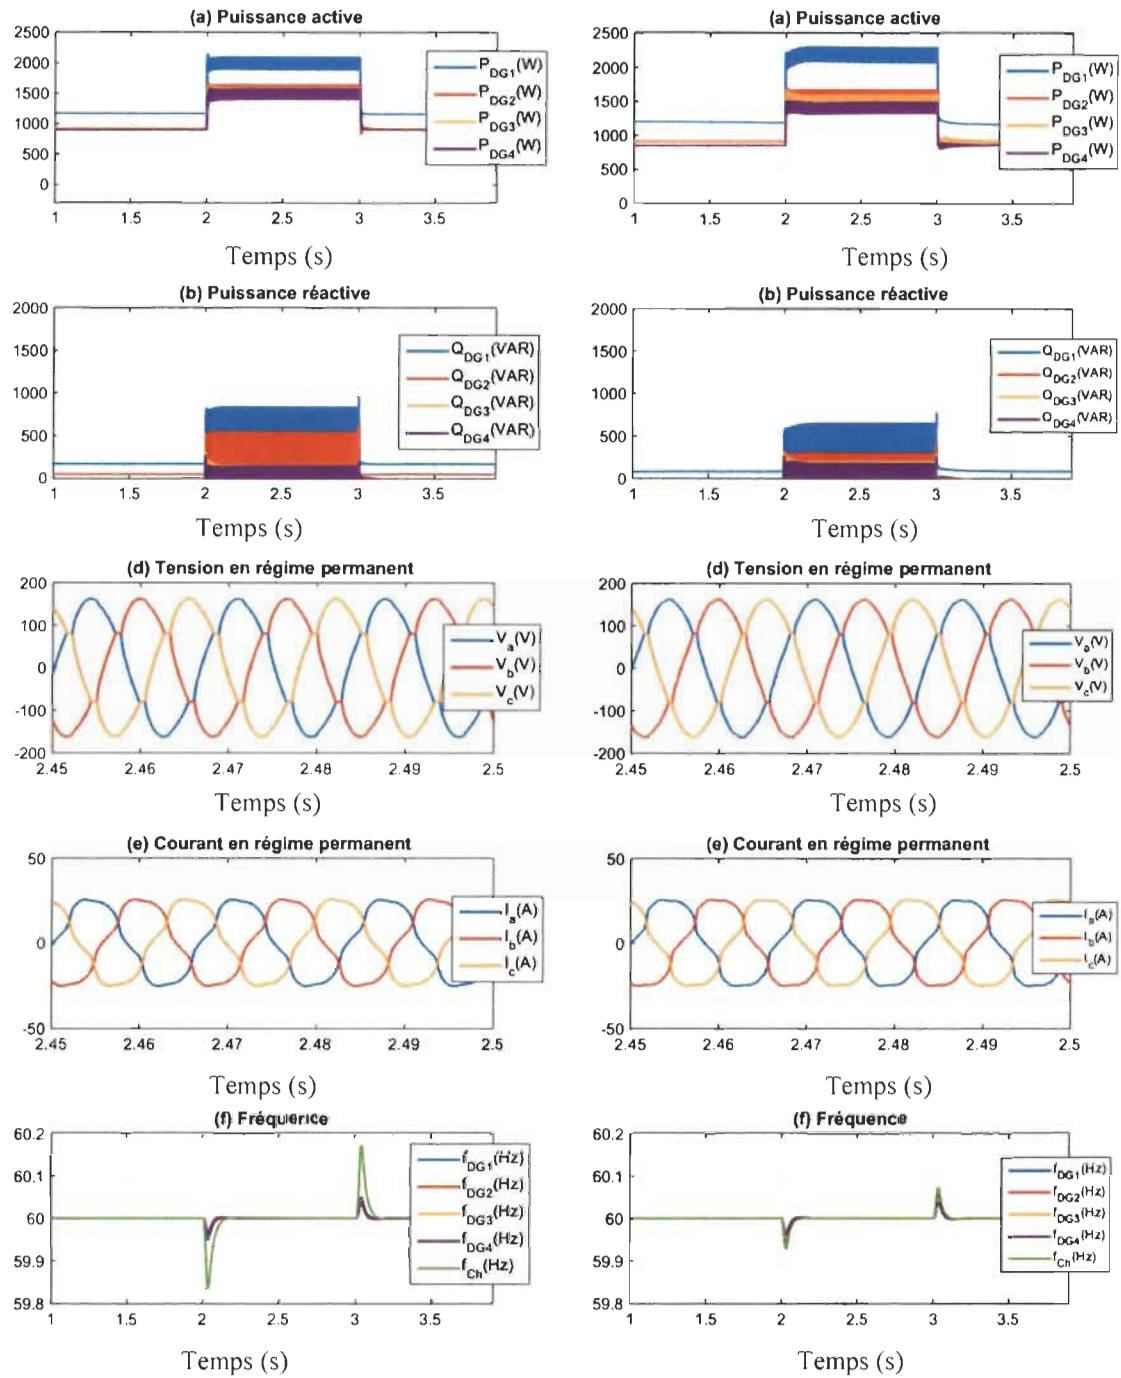 (a) Puissance active
2500
2000
1500
1000
500
0
P_DG1(W)
P_DG2(W)
P_DG3(W)
P_DG4(W)
1 1.5 2 2.5 3 3.5
Temps (s)
(a) Puissance active
2500
2000
1500
1000
500
0
P_DG1(W)
P_DG2(W)
P_DG3(W)
P_DG4(W)
1 1.5 2 2.5 3 3.5
Temps (s)
(b) Puissance réactive
2000
1500
1000
500
0
Q_DG1(VAR)
Q_DG2(VAR)
Q_DG3(VAR)
Q_DG4(VAR)
1 1.5 2 2.5 3 3.5
Temps (s)
(b) Puissance réactive
2000
1500
1000
500
0
Q_DG1(VAR)
Q_DG2(VAR)
Q_DG3(VAR)
Q_DG4(VAR)
1 1.5 2 2.5 3 3.5
Temps (s)
(d) Tension en régime permanent
200
100
0
-100
-200
V_a(V)
V_b(V)
V_c(V)
2.45 2.46 2.47 2.48 2.49 2.5
Temps (s)
(d) Tension en régime permanent
200
100
0
-100
-200
V_a(V)
V_b(V)
V_c(V)
2.45 2.46 2.47 2.48 2.49 2.5
Temps (s)
(e) Courant en régime permanent
50
0
-50
I_a(A)
I_b(A)
I_c(A)
2.45 2.46 2.47 2.48 2.49 2.5
Temps (s)
(e) Courant en régime permanent
50
0
-50
I_a(A)
I_b(A)
I_c(A)
2.45 2.46 2.47 2.48 2.49 2.5
Temps (s)
(f) Fréquence
60.2
60.1
60
59.9
59.8
f_DG1(Hz)
f_DG2(Hz)
f_DG3(Hz)
f_DG4(Hz)
f_Ch(Hz)
1 1.5 2 2.5 3 3.5
Temps (s)
(f) Fréquence
60.2
60.1
60
59.9
59.8
f_DG1(Hz)
f_DG2(Hz)
f_DG3(Hz)
f_DG4(Hz)
f_Ch(Hz)
1 1.5 2 2.5 3 3.5
Temps (s)